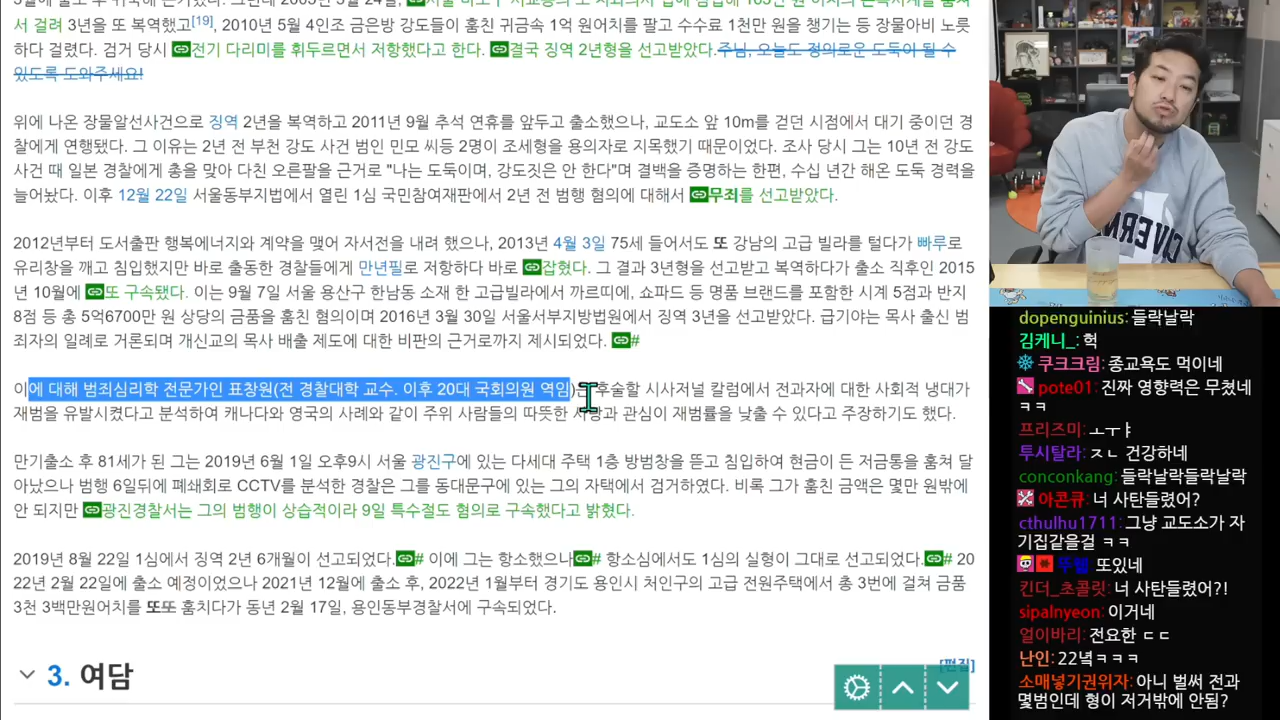 서 걸려 3년을 또 복역했고[19], 2010년 5월 4인조 금은방 강도들이 훔친 귀금속 1억 원어치를 팔고 수수료 1천만 원을 챙기는 등 장물아비 노릇
하다 걸렸다. 검거 당시 전기 다리미를 휘두르면서 저항했다고 한다. 결국 징역 2년형을 선고받았다.주님, 오늘도 정의로운 도둑이 될 수
있도록 도와주세요!
위에 나온 장물알선사건으로 징역 2년을 복역하고 2011년 9월 추석 연휴를 앞두고 출소했으나, 교도소 앞 10m를 걷던 시점에서 대기 중이던 경
찰에게 연행됐다. 그 이유는 2년 전 부천 강도 사건 범인 민모 씨등 2명이 조세형을 용의자로 지목했기 때문이었다. 조사 당시 그는 10년 전 강도
사건 때 일본 경찰에게 총을 맞아 다친 오른팔을 근거로 "나는 도둑이며, 강도짓은 안 한다"며 결백을 증명하는 한편, 수십 년간 해온 도둑 경력을
늘어놨다. 이후 12월 22일 서울동부지법에서 열린 1심 국민참여재판에서 2년 전 범행 혐의에 대해서 무죄를 선고받았다.
2012년부터 도서출판 행복에너지와 계약을 맺어 자서전을 내려 했으나, 2013년 4월 3일 75세 들어서도 또 강남의 고급 빌라를 털다가 빠루로
유리창을 깨고 침입했지만 바로 출동한 경찰들에게 만년필로 저항하다 바로 잡혔다. 그 결과 3년형을 선고받고 복역하다가 출소 직후인 2015
년 10월에 또 구속됐다. 이는 9월 7일 서울 용산구 한남동 소재 한 고급빌라에서 까르띠에, 쇼파드 등 명품 브랜드를 포함한 시계 5점과 반지
8점 등 총 5억6700만 원 상당의 금품을 훔친 혐의이며 2016년 3월 30일 서울서부지방법원에서 징역 3년을 선고받았다. 급기야는 목사 출신 범
죄자의 일례로 거론되며 개신교의 목사 배출 제도에 대한 비판의 근거로까지 제시되었다. #
이에 대해 범죄심리학 전문가인 표창원(전 경찰대학 교수. 이후 20대 국회의원 역임) 후술할 시사저널 칼럼에서 전과자에 대한 사회적 냉대가
재범을 유발시켰다고 분석하여 캐나다와 영국의 사례와 같이 주위 사람들의 따뜻한 사랑과 관심이 재범률을 낮출 수 있다고 주장하기도 했다.
만기출소 후 81세가 된 그는 2019년 6월 1일 오후, 서울 광진구에 있는 다세대 주택 1층 방범창을 뜯고 침입하여 현금이 든 저금통을 훔쳐 달
아났으나 범행 6일뒤에 폐쇄회로 CCTV를 분석한 경찰은 그를 동대문구에 있는 그의 자택에서 검거하였다. 비록 그가 훔친 금액은 몇만 원밖에
안 되지만 광진경찰서는 그의 범행이 상습적이라 9일 특수절도 혐의로 구속했다고 밝혔다.
2019년 8월 22일 1심에서 징역 2년 6개월이 선고되었다.# 이에 그는 항소했으나# 항소심에서도 1심의 실형이 그대로 선고되었다.# 202
2년 2월 22일에 출소 예정이었으나 2021년 12월에 출소 후, 2022년 1월부터 경기도 용인시 처인구의 고급 전원주택에서 총 3번에 걸쳐 금품
3천 3백만원어치를 또또 훔치다가 동년 2월 17일, 용인동부경찰서에 구속되었다.
3. 여담
[편집]
dopenguinius: 들락날락
김케니_: 헉
쿠크크림: 종교육도 먹이네
pote01: 진짜 영향력은 무쳤네
ㅋㅋ
프리즈미: ㅗㅜㅑ
투시탈라: ㅈㄴ 건강하네
conconkang: 들락날락들락날락
아콘큐: 너 사탄들렸어?
cthulhu1711: 그냥 교도소가 자
기집같을걸 ㅋㅋ
또있네
킨더_초콜릿: 너 사탄들렸어?!
sipalnyeon: 이거네
얼이바리: 전요한 ㄷㄷ
난인: 22녘ㅋㅋㅋ
소매넣기권위자: 아니 벌써 전과
몇범인데 형이 저거밖에 안됨?